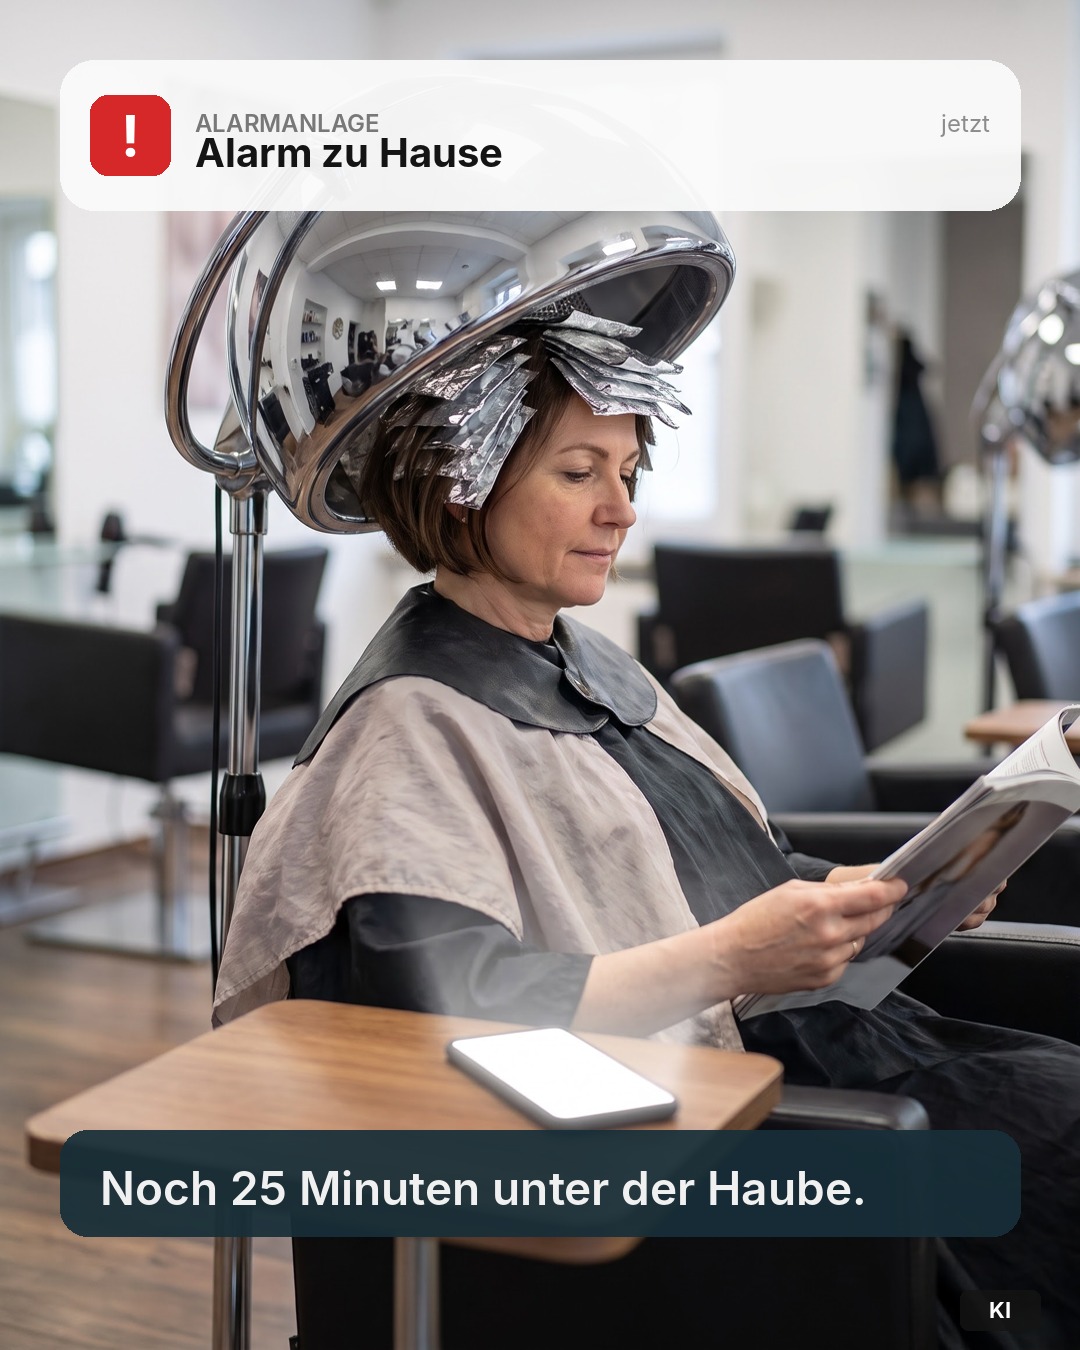 !
ALARMANLAGE
jetzt
Alarm zu Hause
Noch 25 Minuten unter der Haube.
KI